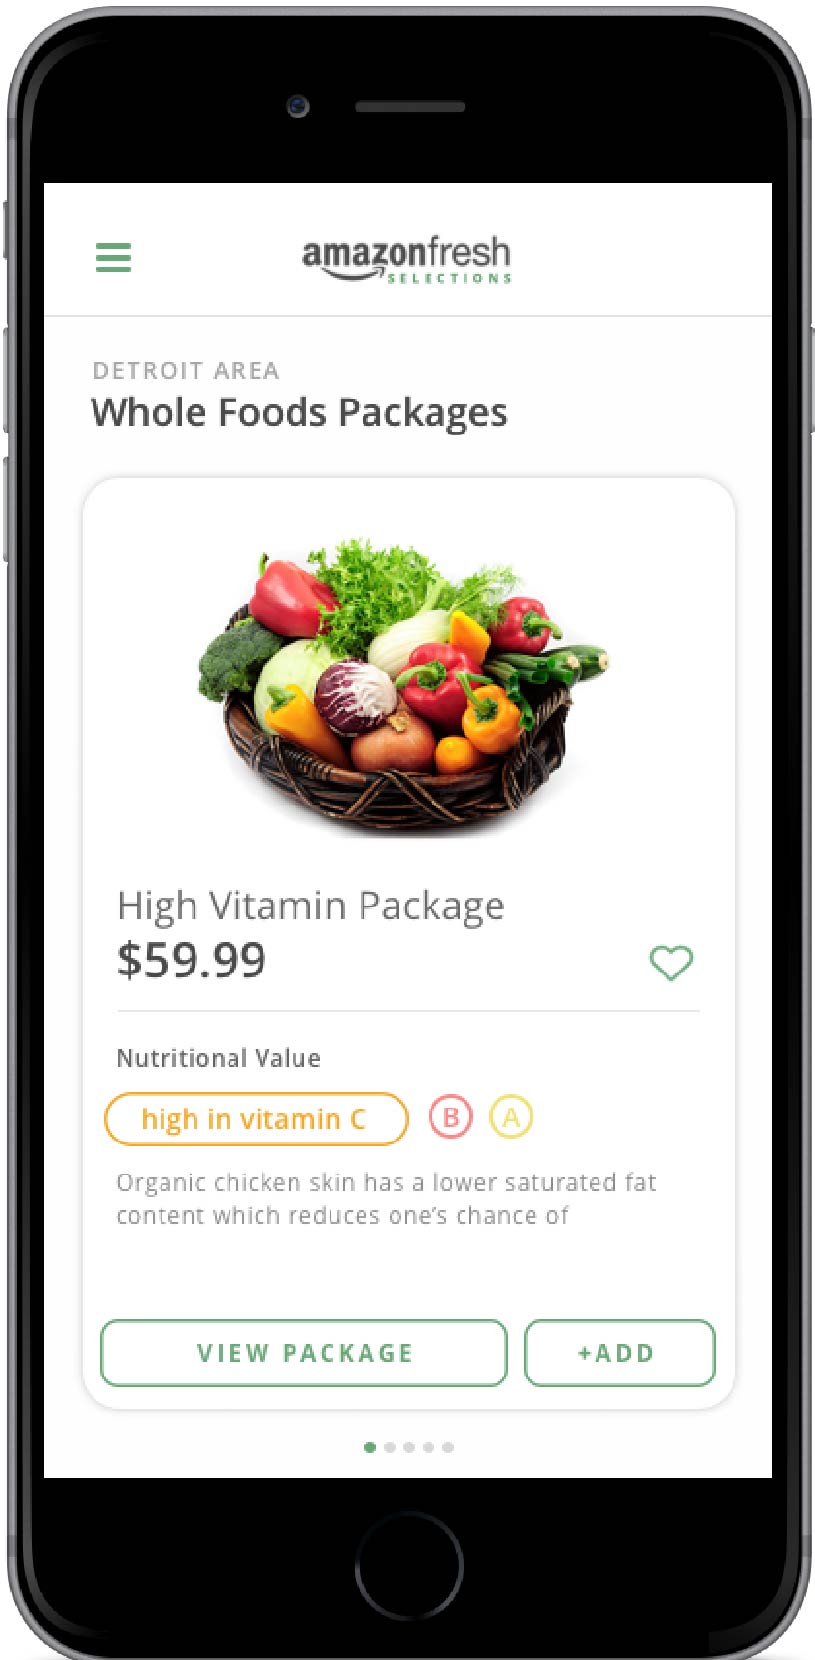 amazonfresh
SELECTIONS
DETROIT AREA
Whole Foods Packages
High Vitamin Package
$59.99
Nutritional Value
high in vitamin C B A
Organic chicken skin has a lower saturated fat
content which reduces one’s chance of
VIEW PACKAGE +ADD